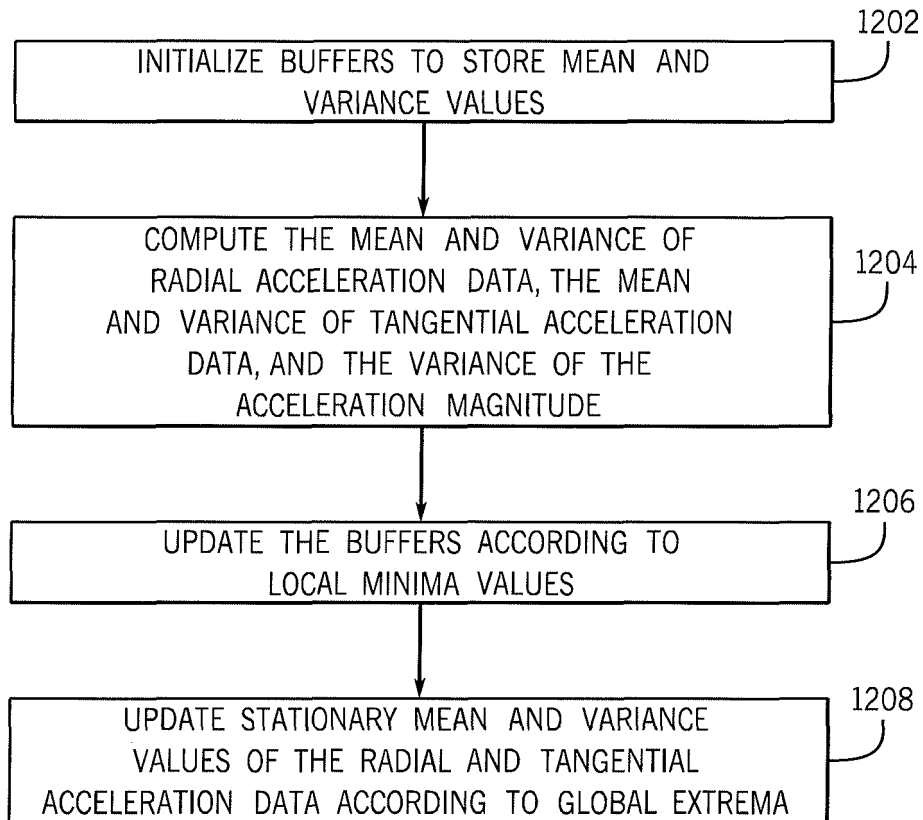 1202
INITIALIZE BUFFERS TO STORE MEAN AND
VARIANCE VALUES
1204
COMPUTE THE MEAN AND VARIANCE OF
RADIAL ACCELERATION DATA, THE MEAN
AND VARIANCE OF TANGENTIAL ACCELERATION
DATA, AND THE VARIANCE OF THE
ACCELERATION MAGNITUDE
1206
UPDATE THE BUFFERS ACCORDING TO
LOCAL MINIMA VALUES
1208
UPDATE STATIONARY MEAN AND VARIANCE
VALUES OF THE RADIAL AND TANGENTIAL
ACCELERATION DATA ACCORDING TO GLOBAL EXTREMA